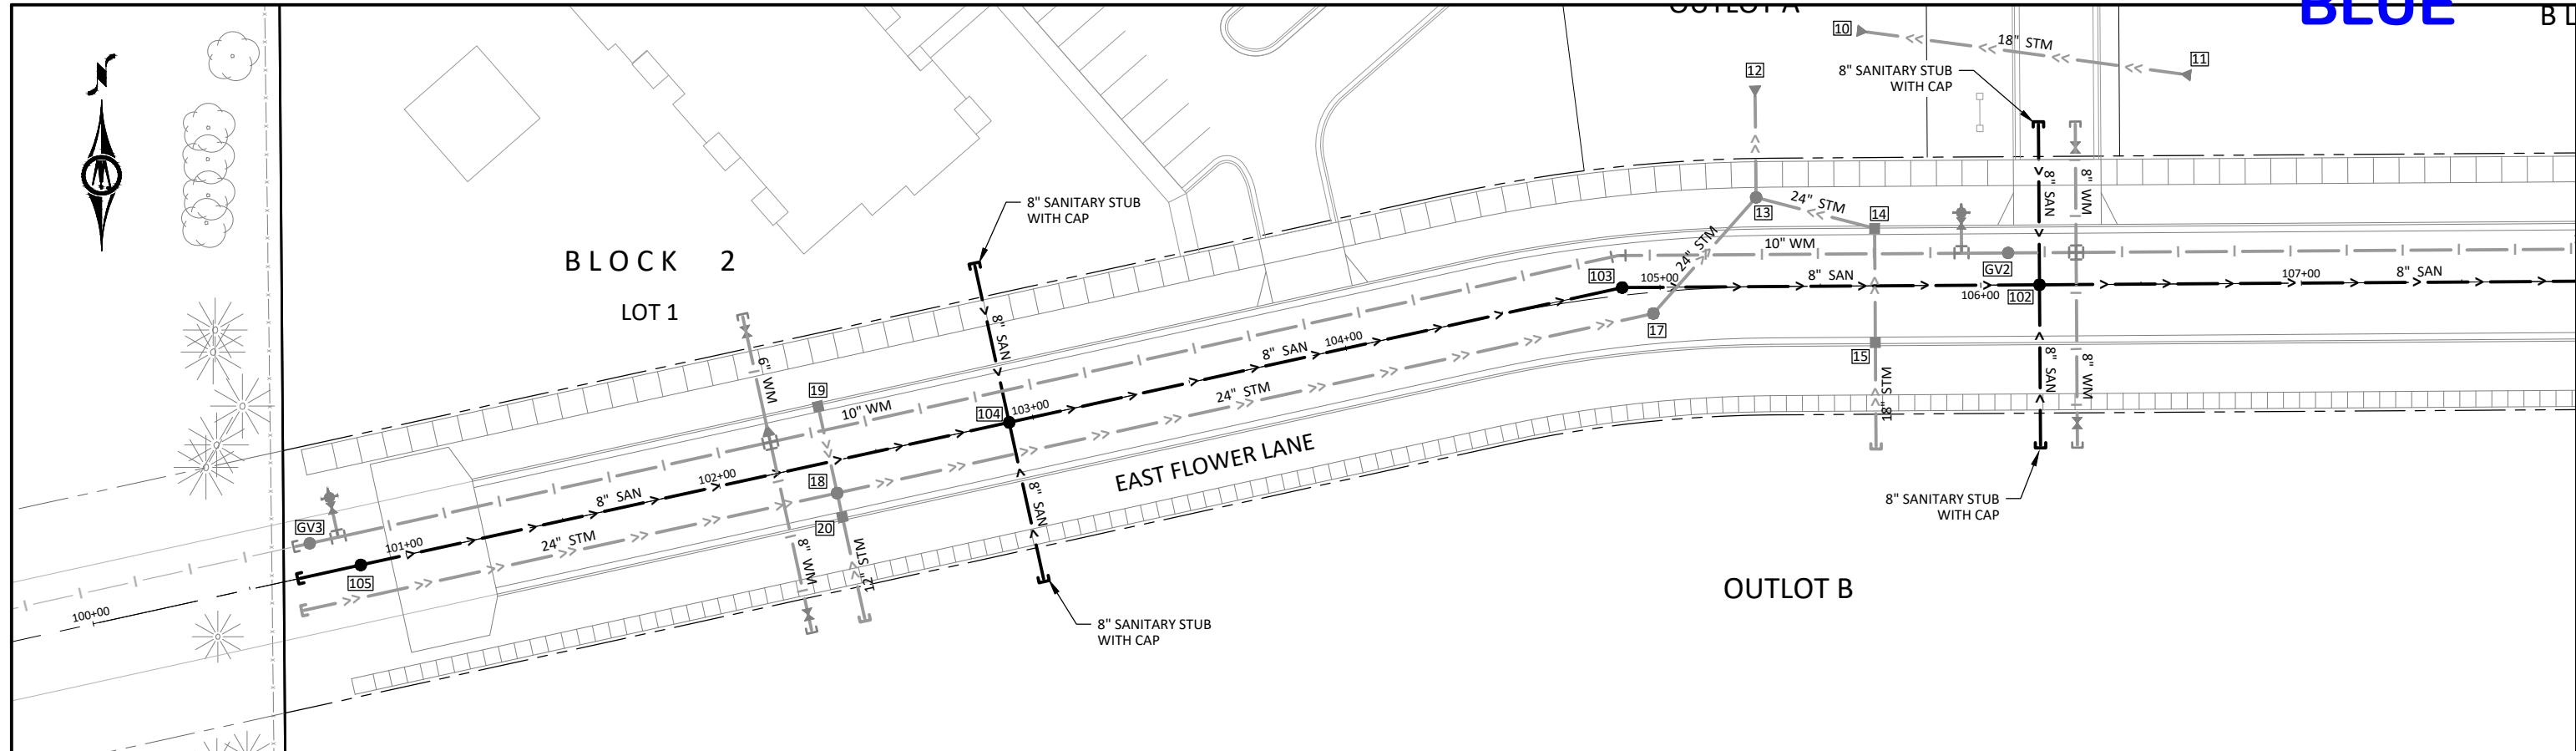 OUTLOT A
BLUE
BL
10
18" STM
11
12
8" SANITARY STUB
WITH CAP
N
8" SAN
8" WM
8" SANITARY STUB
WITH CAP
BLOCK 2
LOT 1
13
24" STM
14
24" STM
10" WM
GV2
103
105+00
8" SAN
106+00
102
107+00
8" SAN
17
15
18" STM
8" SAN
8" WM
8" SANITARY STUB
WITH CAP
6" WM
19
10" WM
8" SAN
104
103+00
8" SAN
104+00
24" STM
EAST FLOWER LANE
8" SAN
102+00
18
20
8" SAN
GV3
101+00
24" STM
105
8" WM
12" STM
100+00
8" SANITARY STUB
WITH CAP
OUTLOT B